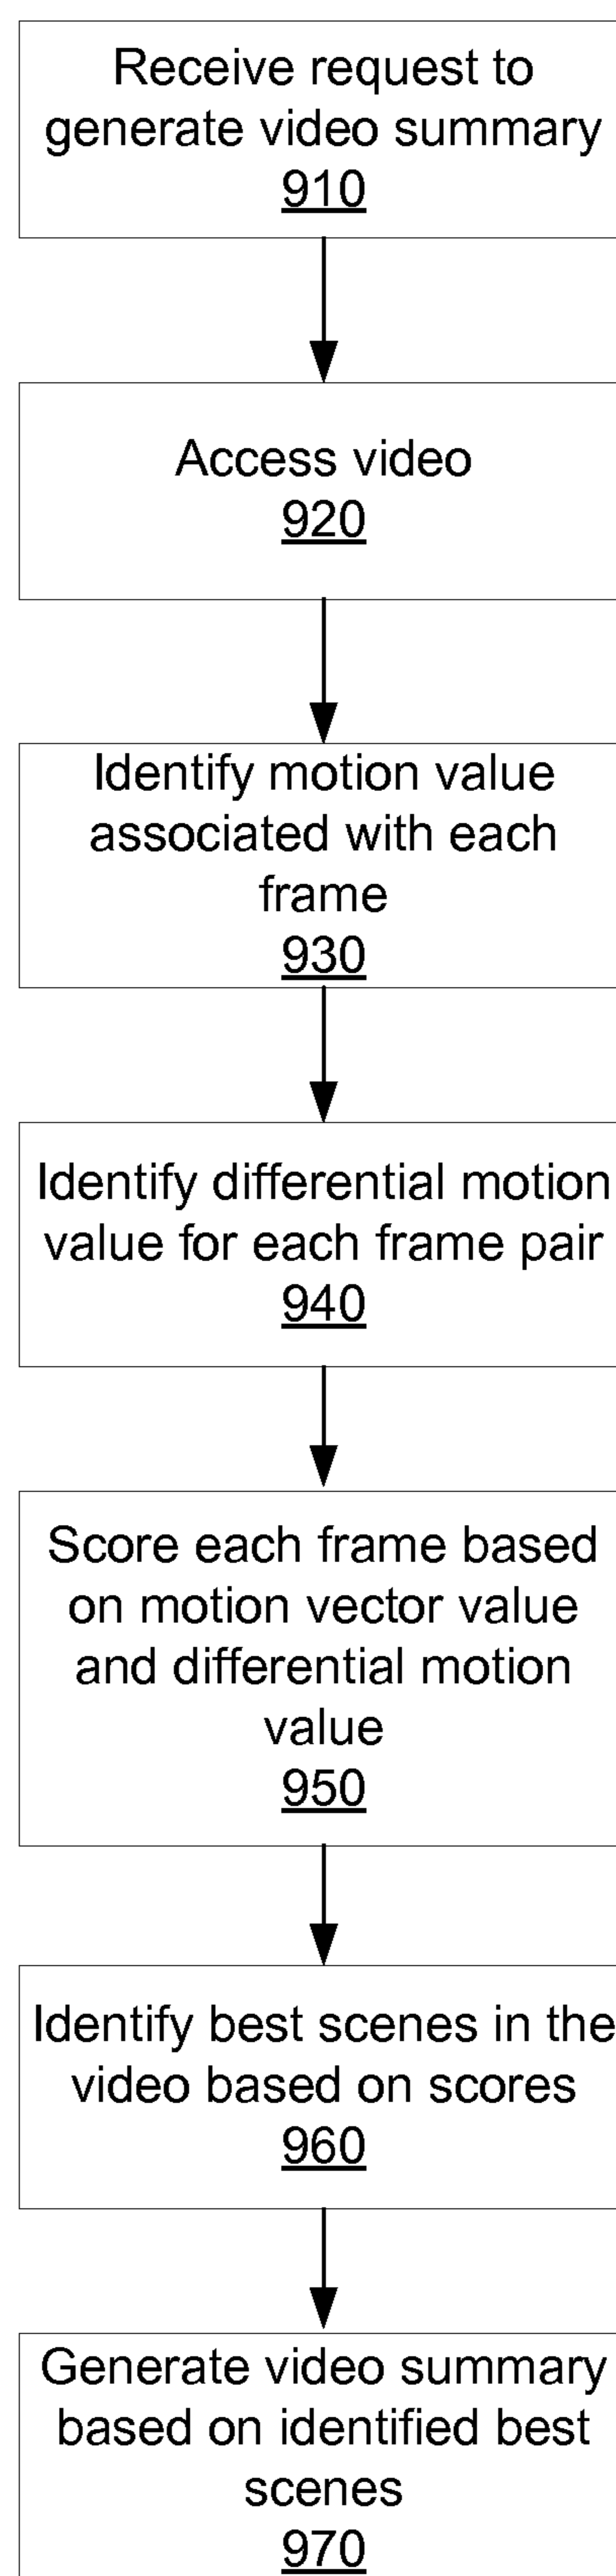 Receive request to
generate video summary
910
Access video
920
Identify motion value
associated with each
frame
930
Identify differential motion
value for each frame pair
940
Score each frame based
on motion vector value
and differential motion
value
950
Identify best scenes in the
video based on scores
960
Generate video summary
based on identified best
scenes
970